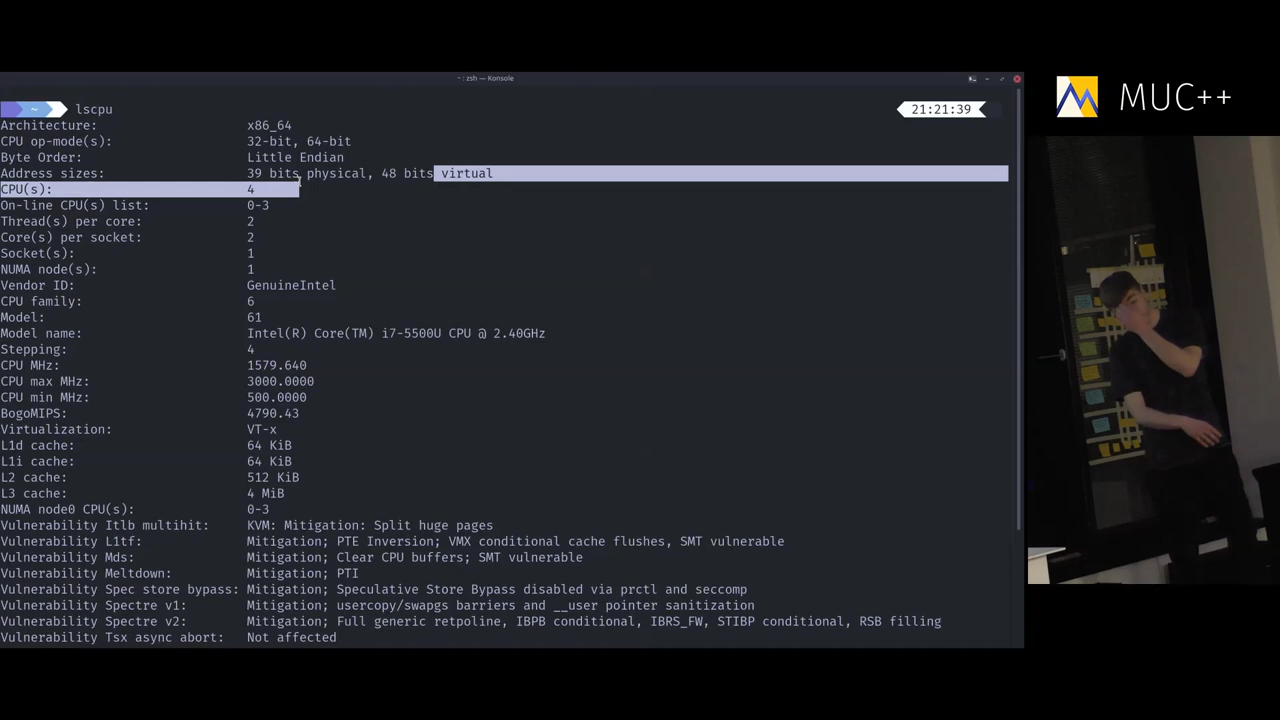 ~ : zsh — Konsole
~ lscpu 21:21:39
Architecture: x86_64
CPU op-mode(s): 32-bit, 64-bit
Byte Order: Little Endian
Address sizes: 39 bits physical, 48 bits virtual
CPU(s): 4
On-line CPU(s) list: 0-3
Thread(s) per core: 2
Core(s) per socket: 2
Socket(s): 1
NUMA node(s): 1
Vendor ID: GenuineIntel
CPU family: 6
Model: 61
Model name: Intel(R) Core(TM) i7-5500U CPU @ 2.40GHz
Stepping: 4
CPU MHz: 1579.640
CPU max MHz: 3000.0000
CPU min MHz: 500.0000
BogoMIPS: 4790.43
Virtualization: VT-x
L1d cache: 64 KiB
L1i cache: 64 KiB
L2 cache: 512 KiB
L3 cache: 4 MiB
NUMA node0 CPU(s): 0-3
Vulnerability Itlb multihit: KVM: Mitigation: Split huge pages
Vulnerability L1tf: Mitigation; PTE Inversion; VMX conditional cache flushes, SMT vulnerable
Vulnerability Mds: Mitigation; Clear CPU buffers; SMT vulnerable
Vulnerability Meltdown: Mitigation; PTI
Vulnerability Spec store bypass: Mitigation; Speculative Store Bypass disabled via prctl and seccomp
Vulnerability Spectre v1: Mitigation; usercopy/swapgs barriers and __user pointer sanitization
Vulnerability Spectre v2: Mitigation; Full generic retpoline, IBPB conditional, IBRS_FW, STIBP conditional, RSB filling
Vulnerability Tsx async abort: Not affected
MUC++